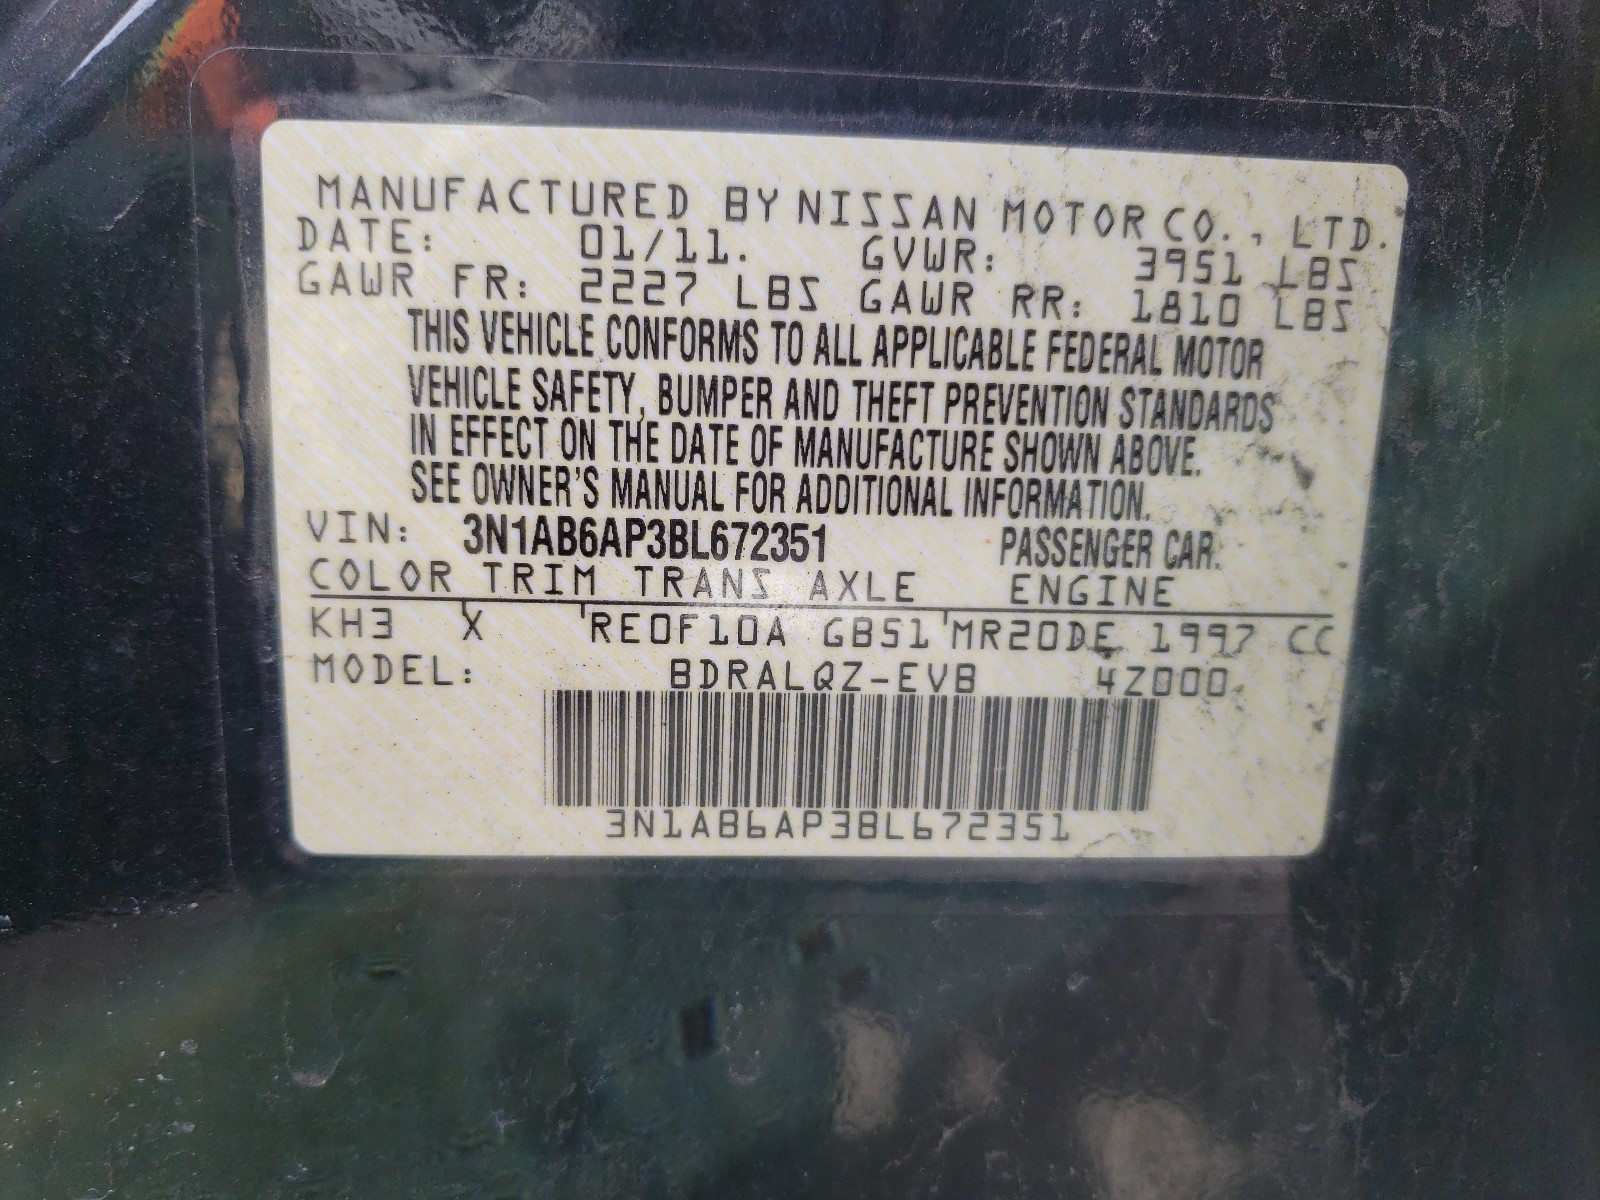 MANUFACTURED BY NISSAN MOTOR CO., LTD.
DATE: 01/11. GVWR: 3951 LBS
GAWR FR: 2227 LBS GAWR RR: 1810 LBS
THIS VEHICLE CONFORMS TO ALL APPLICABLE FEDERAL MOTOR
VEHICLE SAFETY, BUMPER AND THEFT PREVENTION STANDARDS
IN EFFECT ON THE DATE OF MANUFACTURE SHOWN ABOVE.
SEE OWNER'S MANUAL FOR ADDITIONAL INFORMATION.
VIN: 3N1AB6AP3BL672351 PASSENGER CAR.
COLOR TRIM TRANS AXLE ENGINE
KH3 X RE0F10A GB51 MR20DE 1997 CC
MODEL: BDRALQZ-EVB 4Z000
3N1AB6AP3BL672351